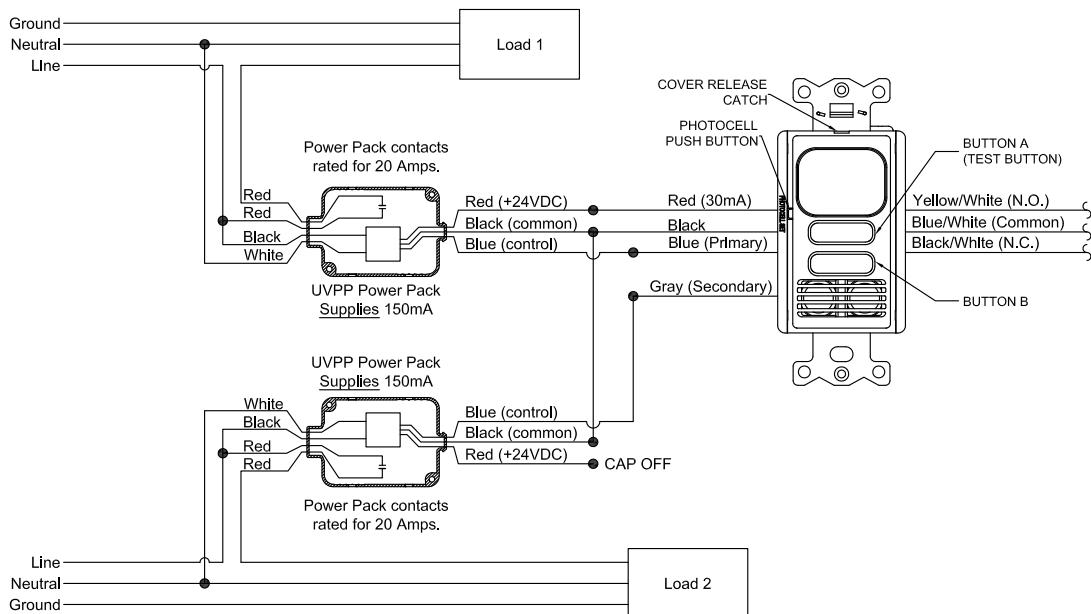 Ground
Neutral
Line
Load 1
Power Pack contacts
rated for 20 Amps.
Red
Red
Black
White
UVPP Power Pack
Supplies 150mA
Red (+24VDC)
Black (common)
Blue (control)
Red (30mA)
Black
Blue (Primary)
Gray (Secondary)
COVER RELEASE
CATCH
PHOTOCELL
PUSH BUTTON
BUTTON A
(TEST BUTTON)
Yellow/White (N.O.)
Blue/White (Common)
Black/White (N.C.)
BUTTON B
UVPP Power Pack
Supplies 150mA
White
Black
Red
Red
Blue (control)
Black (common)
Red (+24VDC)
CAP OFF
Power Pack contacts
rated for 20 Amps.
Line
Neutral
Ground
Load 2